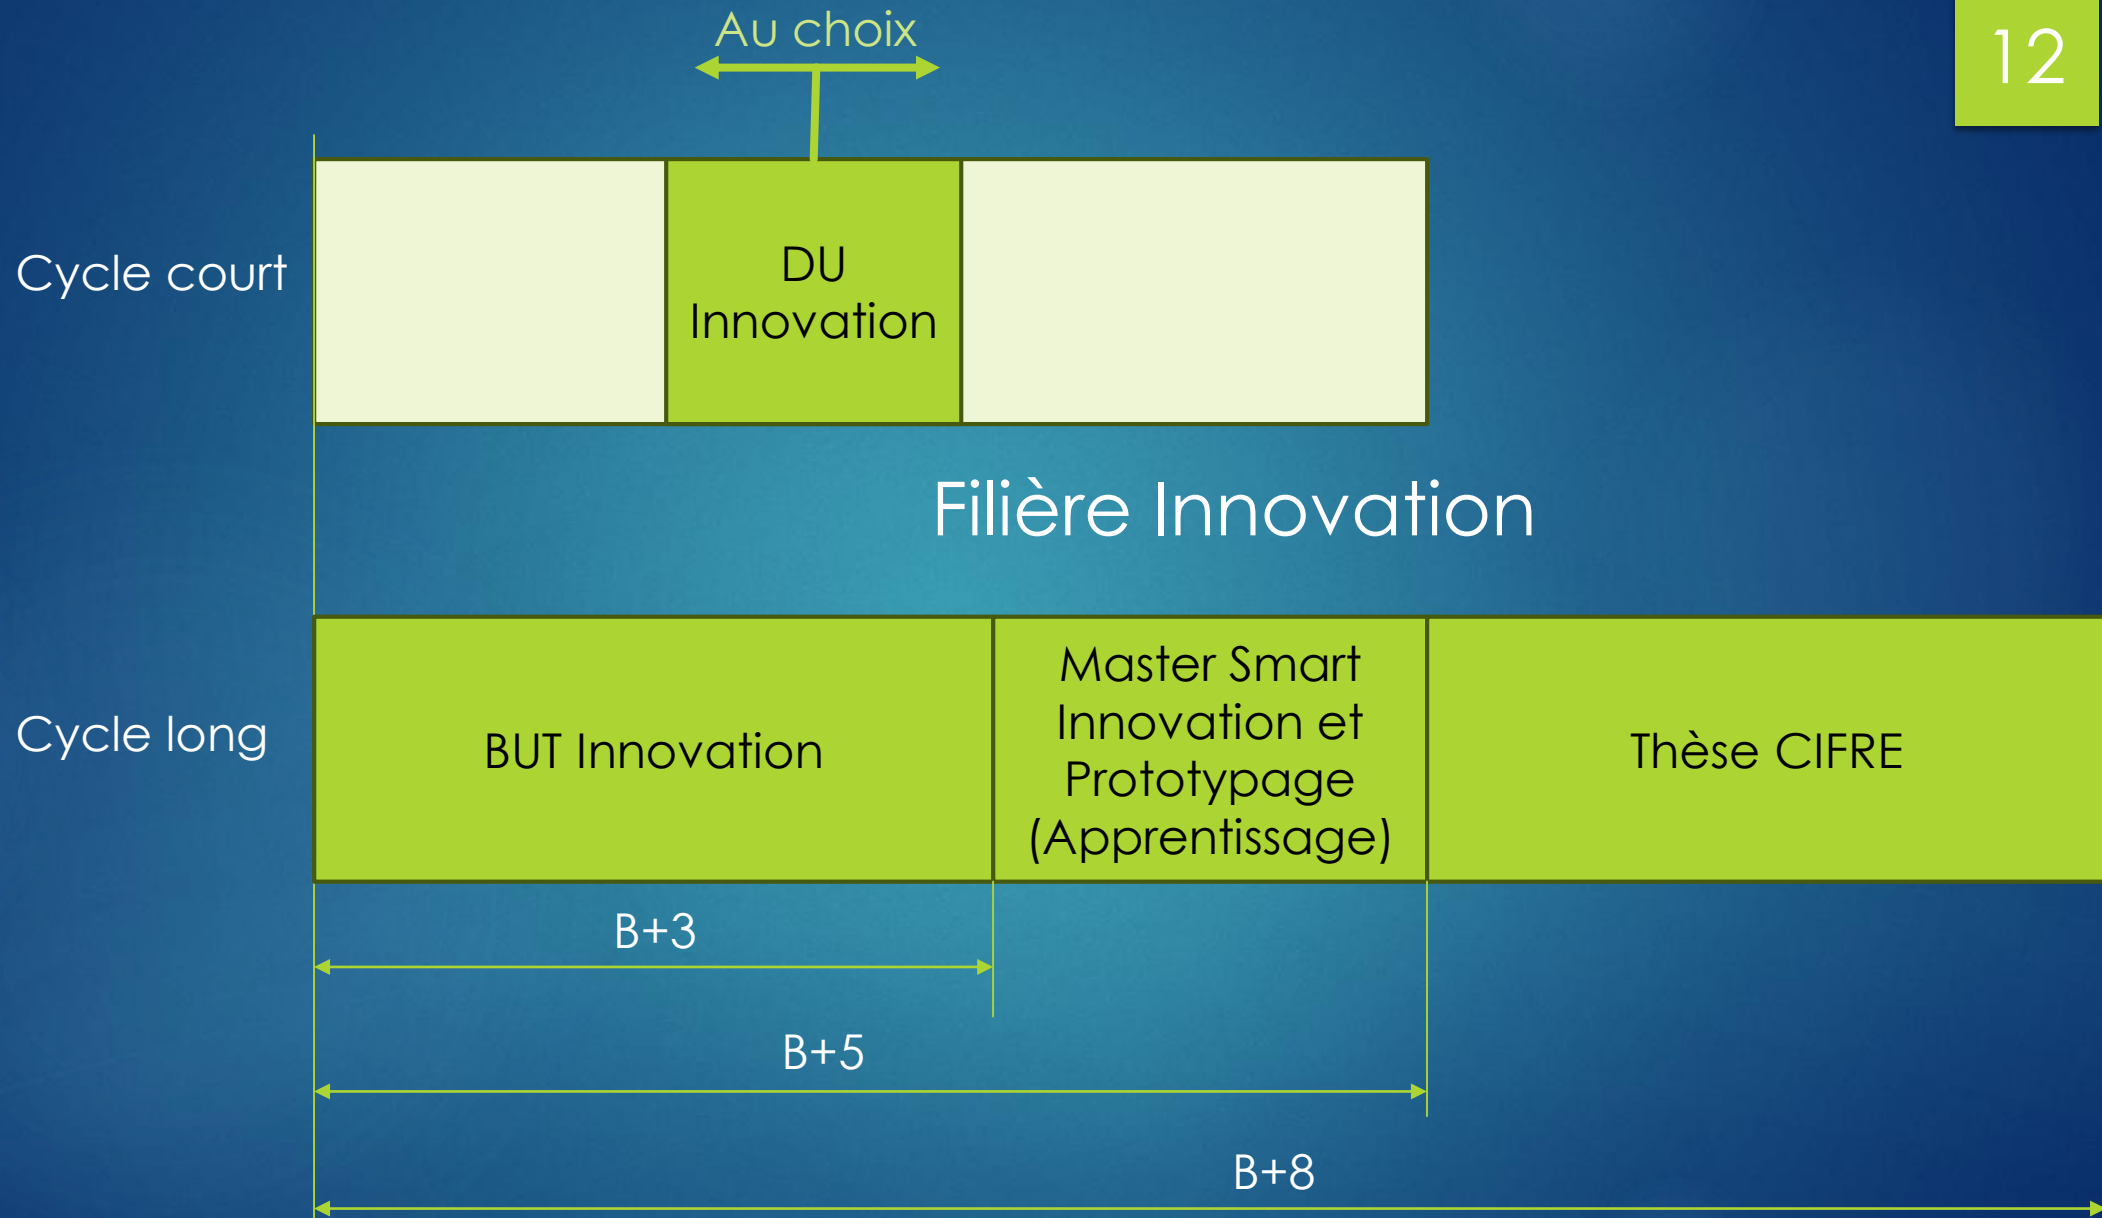 Au choix
12
Cycle court
DU
Innovation
Filière Innovation
Cycle long
BUT Innovation
Master Smart
Innovation et
Prototypage
(Apprentissage)
Thèse CIFRE
B+3
B+5
B+8